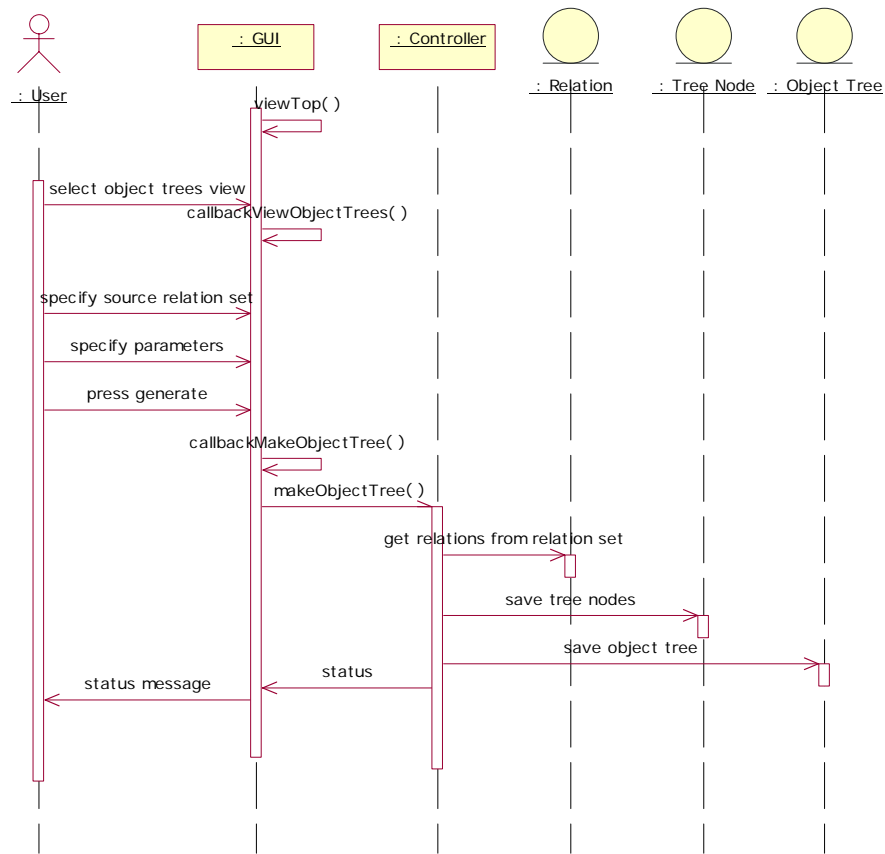 : GUI
: Controller
: User
: Relation
: Tree Node
: Object Tree
viewTop( )
select object trees view
callbackViewObjectTrees( )
specify source relation set
specify parameters
press generate
callbackMakeObjectTree( )
makeObjectTree( )
get relations from relation set
save tree nodes
save object tree
status
status message